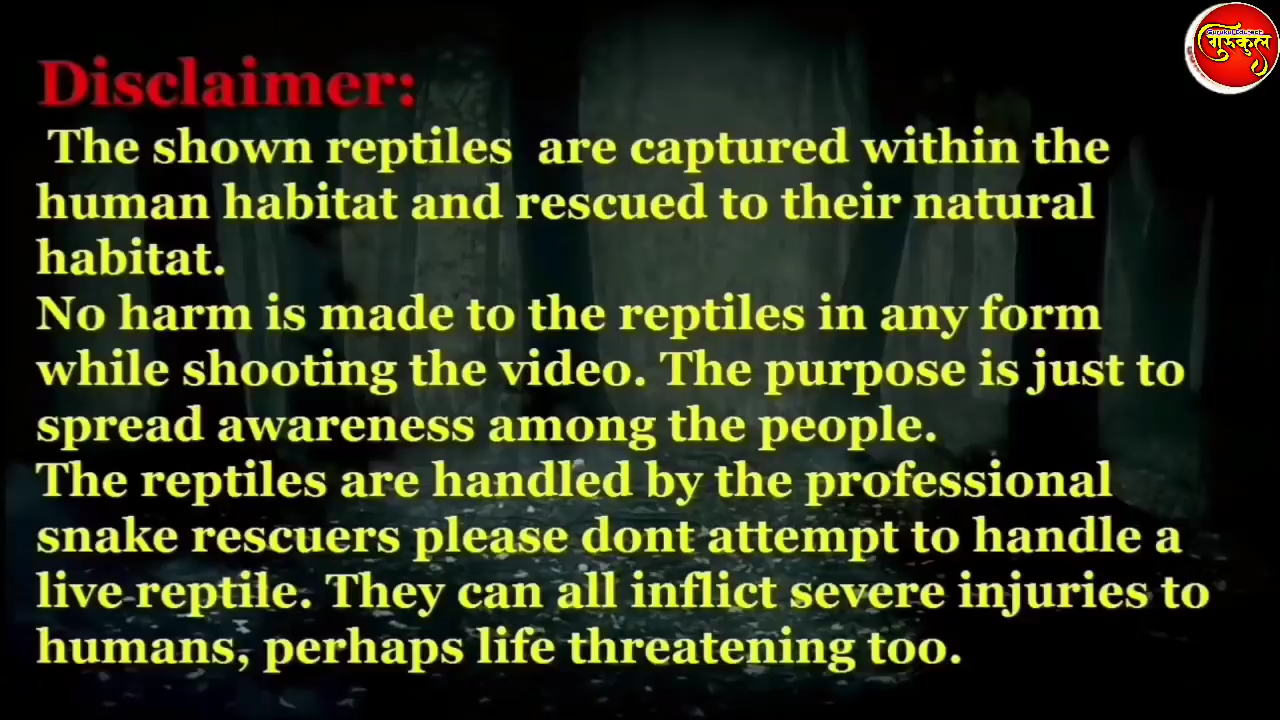 गुरुकुल
Disclaimer:
The shown reptiles are captured within the
human habitat and rescued to their natural
habitat.
No harm is made to the reptiles in any form
while shooting the video. The purpose is just to
spread awareness among the people.
The reptiles are handled by the professional
snake rescuers please dont attempt to handle a
live reptile. They can all inflict severe injuries to
humans, perhaps life threatening too.